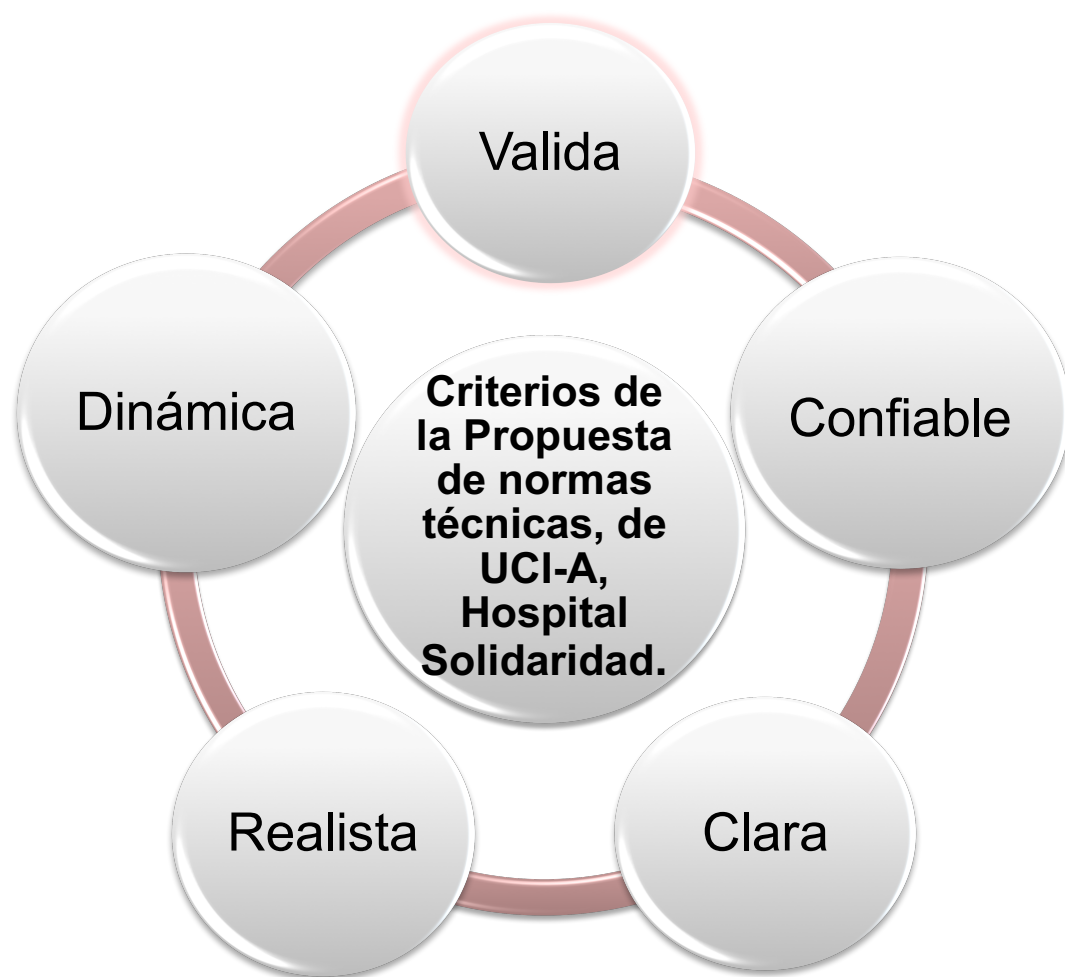 Valida
Confiable
Clara
Realista
Dinámica
Criterios de
la Propuesta
de normas
técnicas, de
UCI-A,
Hospital
Solidaridad.